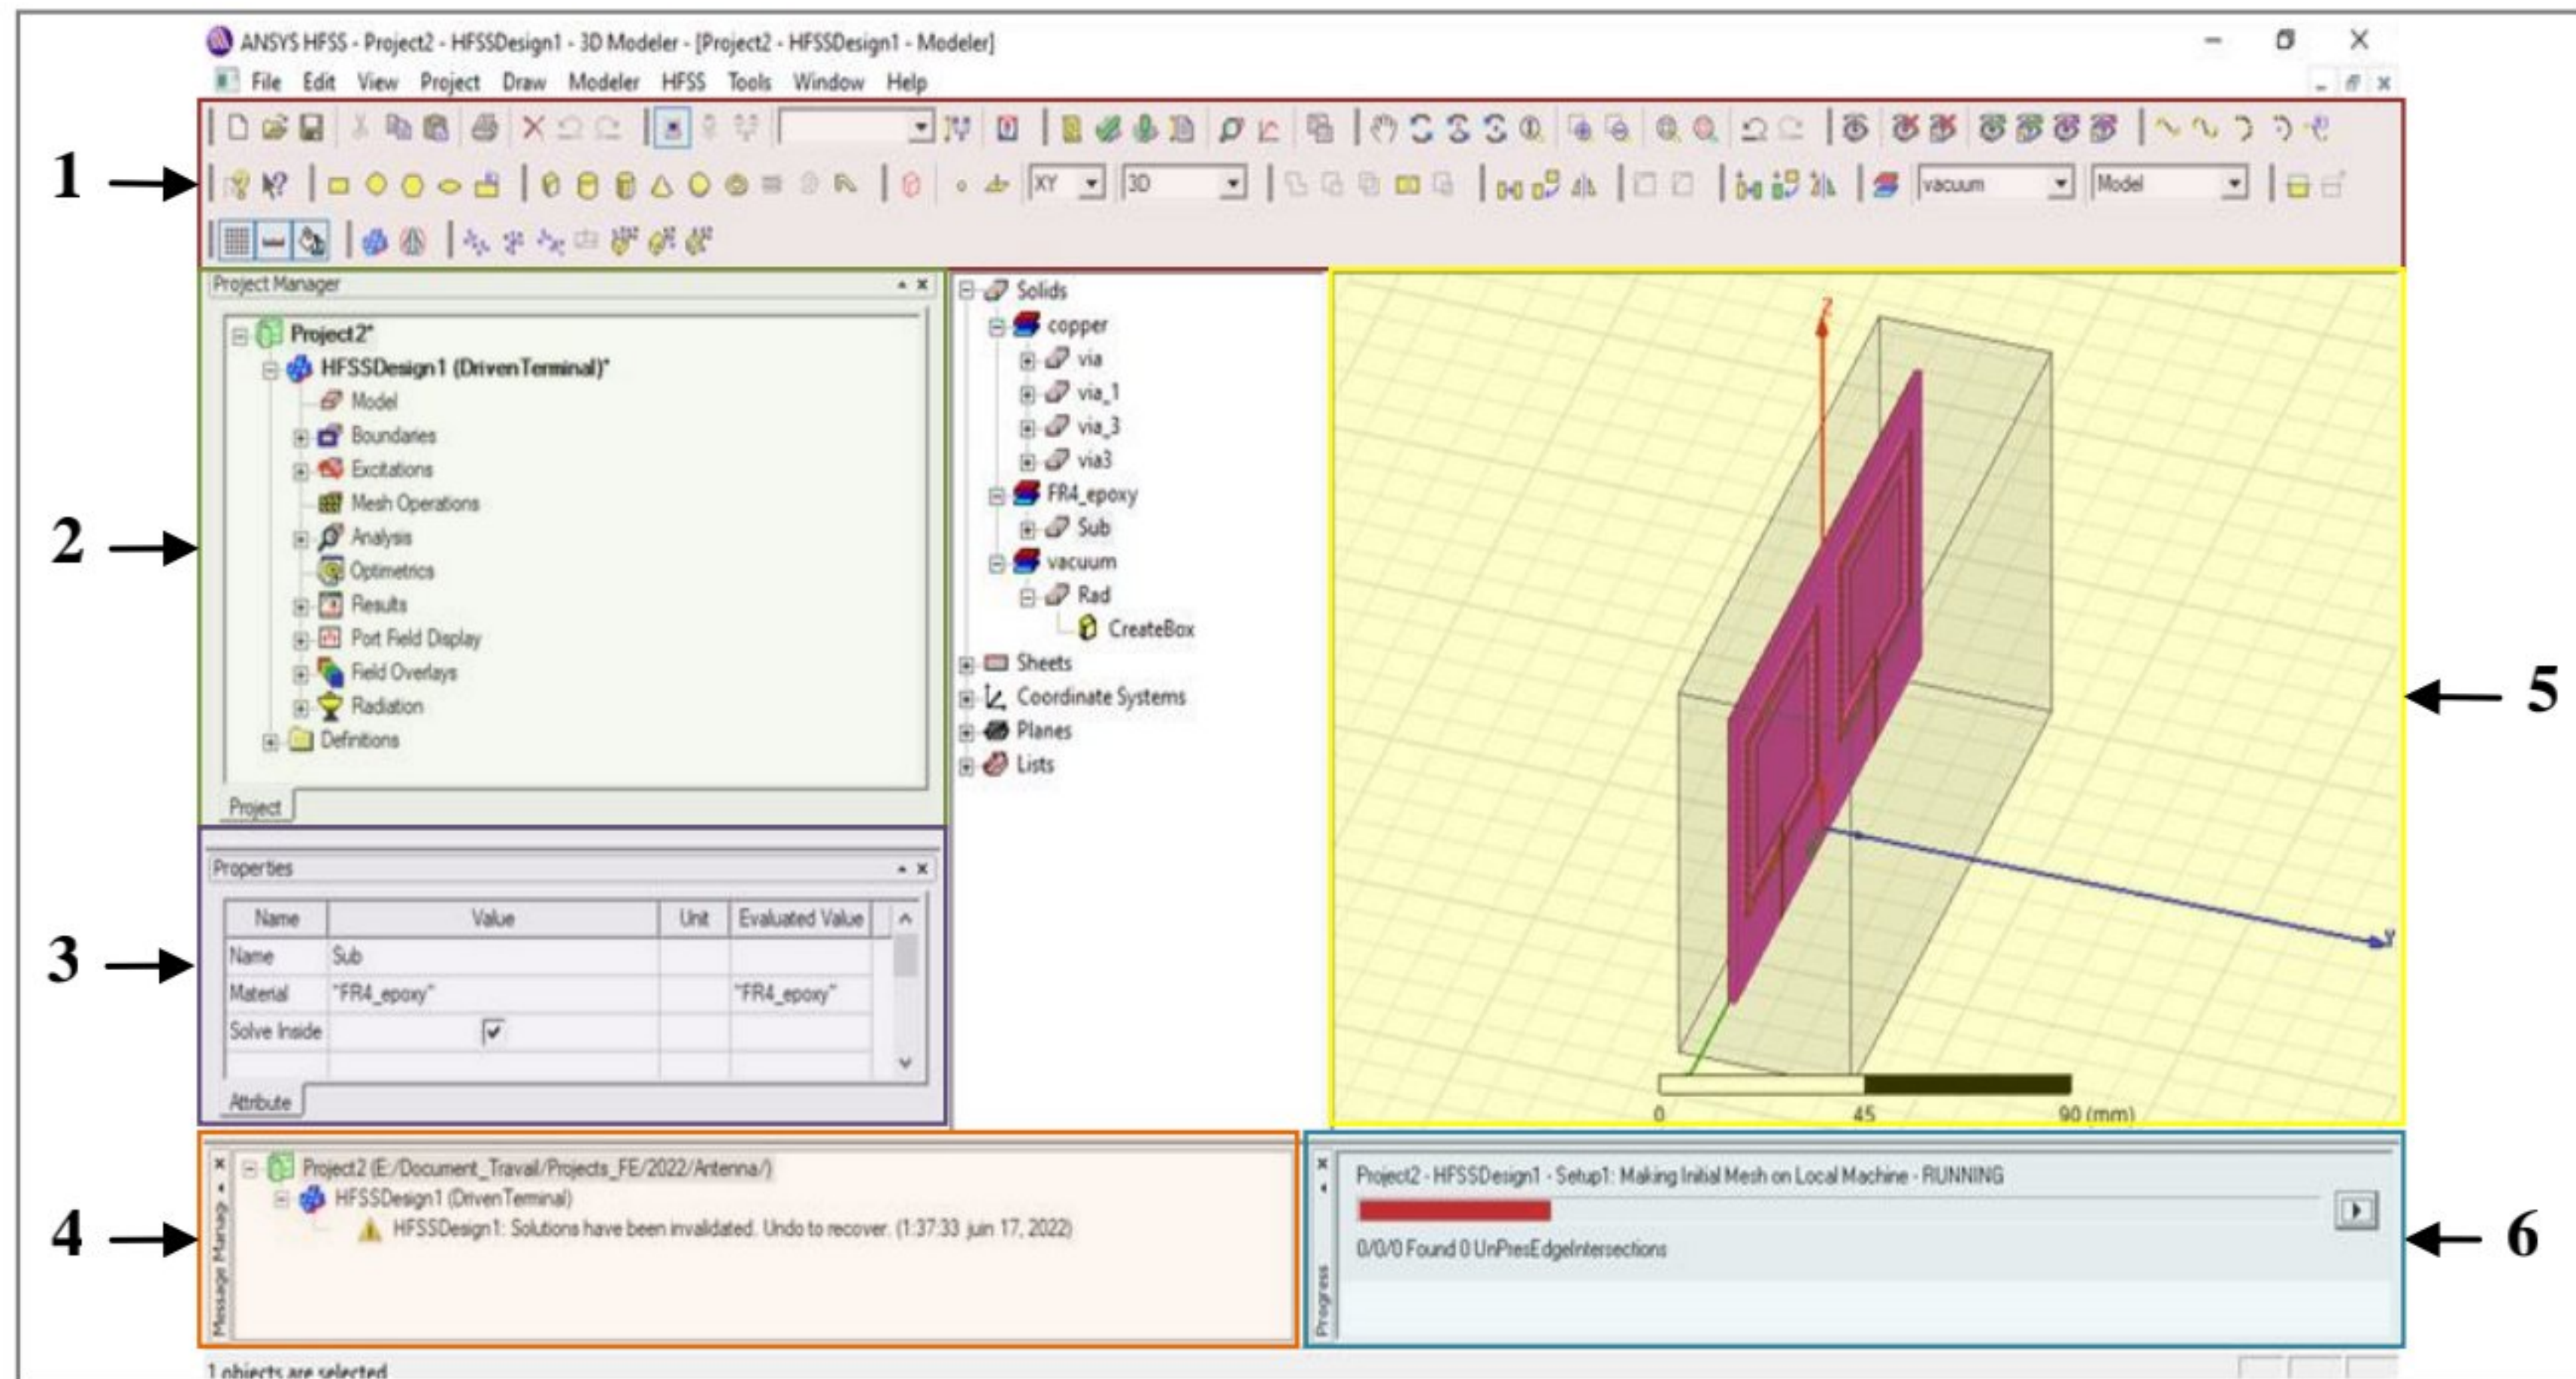 ANSYS HFSS - Project2 - HFSSDesign1 - 3D Modeler - [Project2 - HFSSDesign1 - Modeler]
File Edit View Project Draw Modeler HFSS Tools Window Help
1
XY 3D vacuum Model
Project Manager
Project2*
HFSSDesign1 (DrivenTerminal)*
Model
Boundaries
Excitations
Mesh Operations
Analysis
Optimetrics
Results
Port Field Display
Field Overlays
Radiation
Definitions
Project
2
Solids
copper
via
via_1
via_3
via3
FR4_epoxy
Sub
vacuum
Rad
CreateBox
Sheets
Coordinate Systems
Planes
Lists
Z
Y
0 45 90 (mm)
5
Properties
Name Value Unit Evaluated Value
Name Sub
Material "FR4_epoxy" "FR4_epoxy"
Solve Inside
Attribute
3
Message Manag
Project2 (E:/Document_Travail/Projects_FE/2022/Antenna/)
HFSSDesign1 (DrivenTerminal)
HFSSDesign1: Solutions have been invalidated. Undo to recover. (1:37:33 juin 17, 2022)
4
Progress
Project2 - HFSSDesign1 - Setup1: Making Initial Mesh on Local Machine - RUNNING
0/0/0 Found 0 UnPresEdgeIntersections
6
1 objects are selected